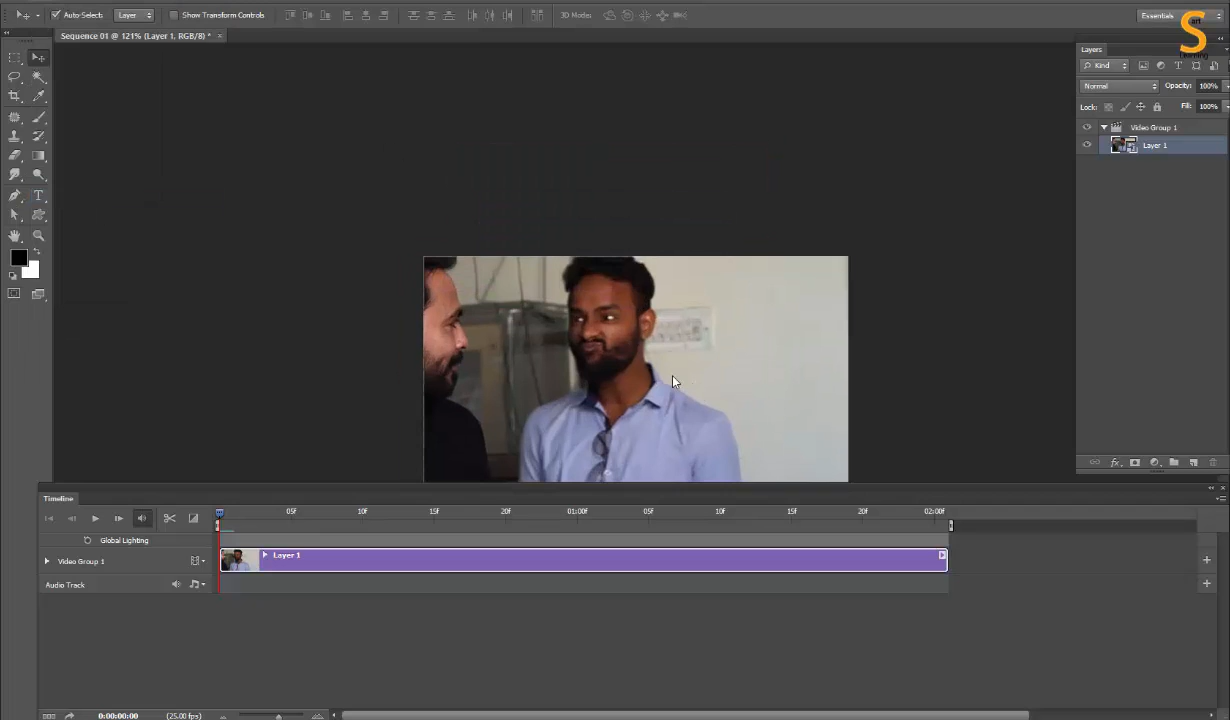 Auto-Select: Layer Show Transform Controls 3D Modes: Essentials
S art Learning
Sequence 01 @ 121% (Layer 1, RGB/8) * ×
Layers
Kind
Normal Opacity: 100%
Lock: Fill: 100%
Video Group 1
Layer 1
Timeline
05f 10f 15f 20f 01:00f 05f 10f 15f 20f 02:00f
Global Lighting
Video Group 1 Layer 1
Audio Track
0:00:00:00 (25.00 fps)